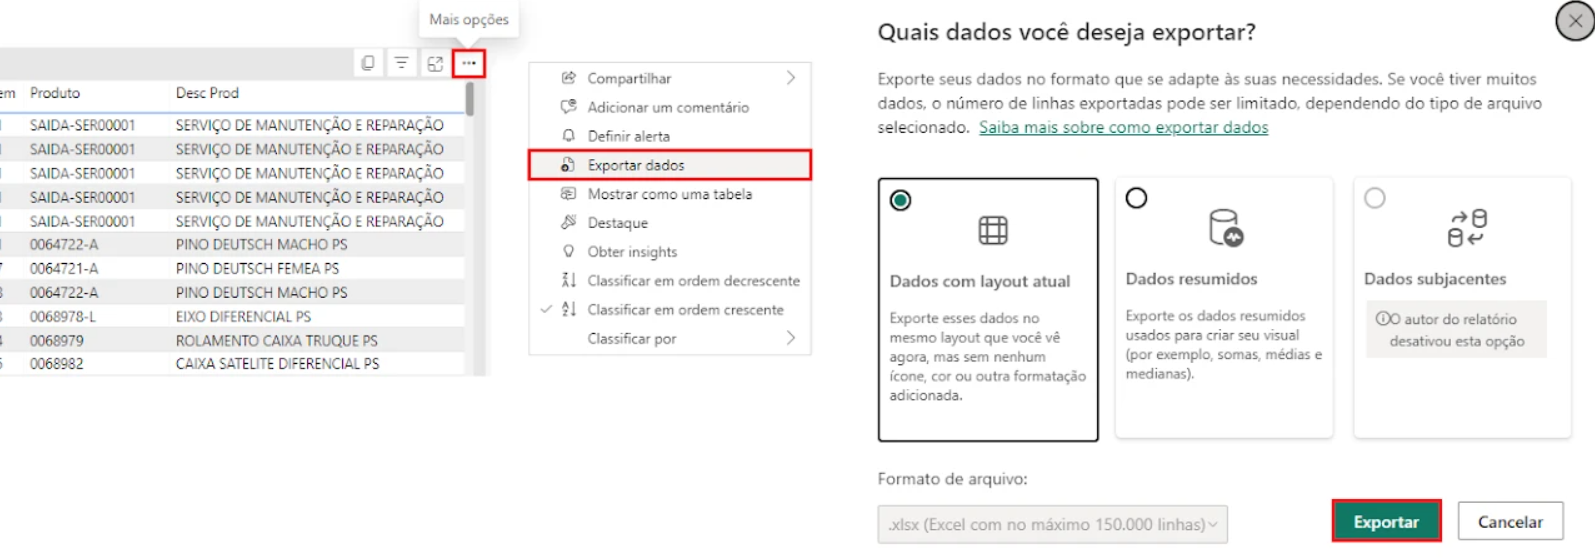 Mais opções
em Produto Desc Prod
1 SAIDA-SER00001 SERVIÇO DE MANUTENÇÃO E REPARAÇÃO
SAIDA-SER00001 SERVIÇO DE MANUTENÇÃO E REPARAÇÃO
SAIDA-SER00001 SERVIÇO DE MANUTENÇÃO E REPARAÇÃO
SAIDA-SER00001 SERVIÇO DE MANUTENÇÃO E REPARAÇÃO
SAIDA-SER00001 SERVIÇO DE MANUTENÇÃO E REPARAÇÃO
0064722-A PINO DEUTSCH MACHO PS
7 0064721-A PINO DEUTSCH FEMEA PS
0064722-A PINO DEUTSCH MACHO PS
0068978-L EIXO DIFERENCIAL PS
4 0068979 ROLAMENTO CAIXA TRUQUE PS
0068982 CAIXA SATELITE DIFERENCIAL PS
Compartilhar
Adicionar um comentário
Definir alerta
Exportar dados
Mostrar como uma tabela
Destaque
Obter insights
Classificar em ordem decrescente
Classificar em ordem crescente
Classificar por
Quais dados você deseja exportar?
Exporte seus dados no formato que se adapte às suas necessidades. Se você tiver muitos
dados, o número de linhas exportadas pode ser limitado, dependendo do tipo de arquivo
selecionado. Saiba mais sobre como exportar dados
Dados com layout atual
Exporte esses dados no
mesmo layout que você vê
agora, mas sem nenhum
ícone, cor ou outra formatação
adicionada.
Dados resumidos
Exporte os dados resumidos
usados para criar seu visual
(por exemplo, somas, médias e
medianas).
Dados subjacentes
O autor do relatório
desativou esta opção
Formato de arquivo:
.xlsx (Excel com no máximo 150.000 linhas)
Exportar
Cancelar